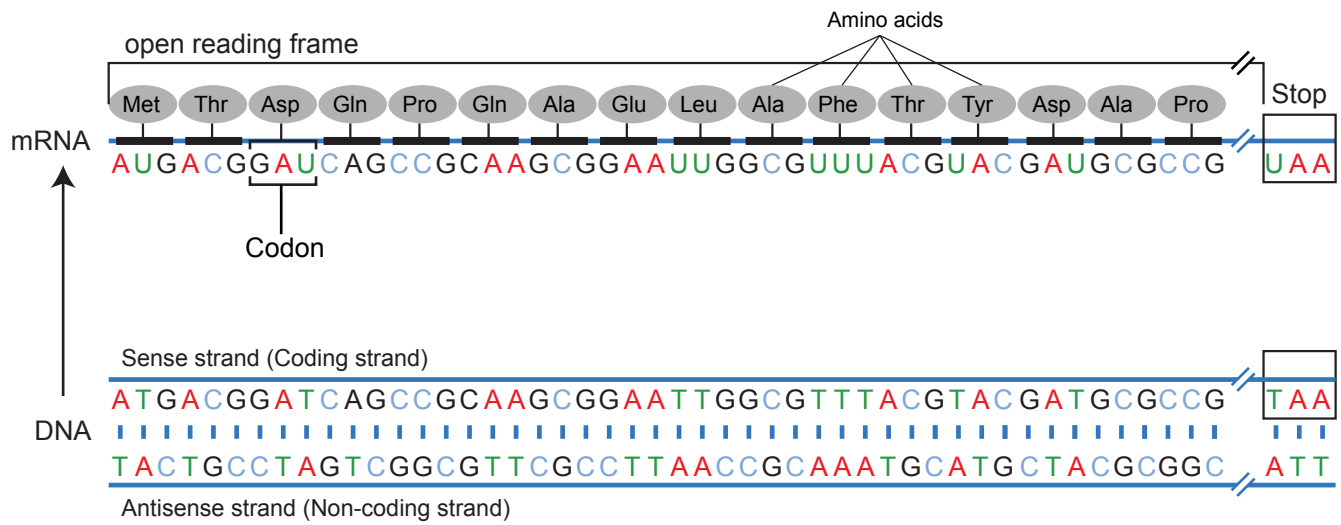 Amino acids
open reading frame
Met Thr Asp Gln Pro Gln Ala Glu Leu Ala Phe Thr Tyr Asp Ala Pro Stop
mRNA
AUGACGGAUCAGCCGCAAGCGGAAUUGGCGUUUACGUACGAUGCGCCG UAA
Codon
Sense strand (Coding strand)
ATGACGGATCAGCCGCAAGCGGAATTGGCGTTTACGTACGATGCGCCG TAA
DNA
TACTGCCTAGTCGGCGTTCGCCTTAACCGCAAATGCATGCTACGCGGC ATT
Antisense strand (Non-coding strand)